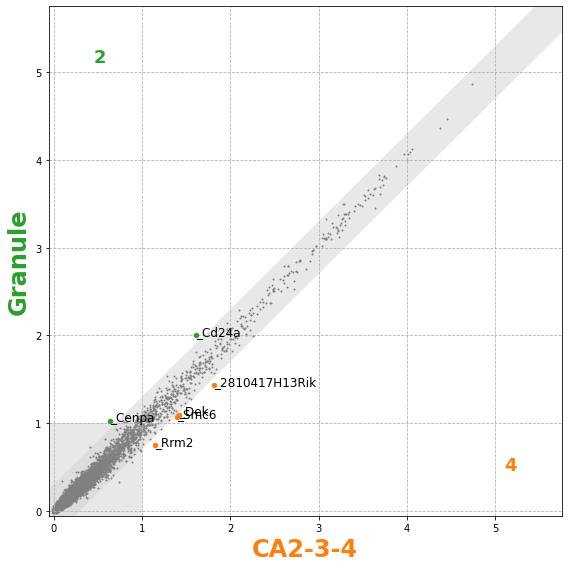 2
5
4
3
2
1
0
Granule
_Cd24a
_2810417H13Rik
_Dek
_Smc6
_Cenpa
_Rrm2
4
0 1 2 3 4 5
CA2-3-4